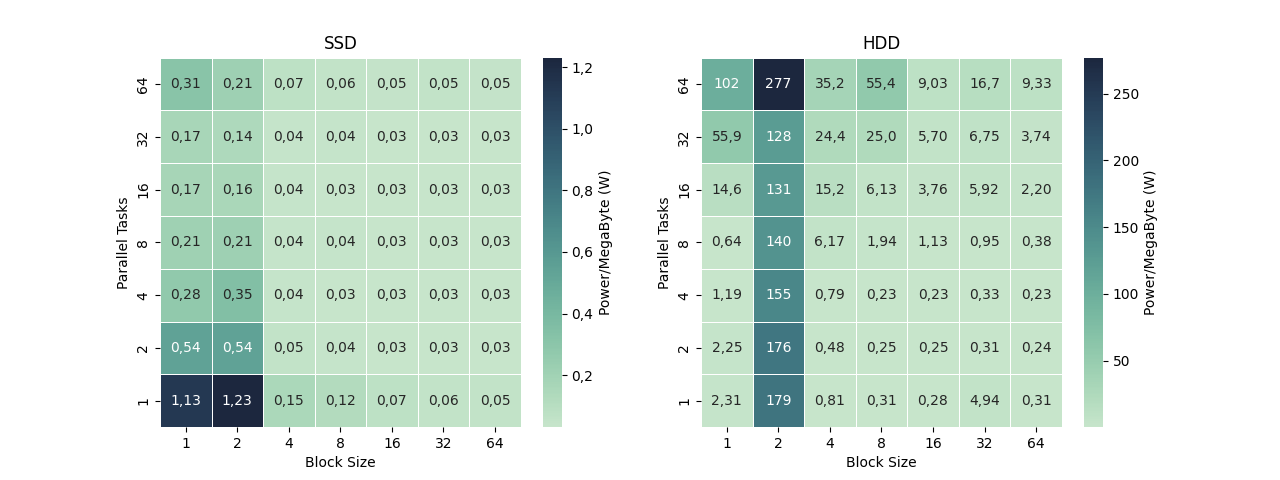 SSD
64 0,31 0,21 0,07 0,06 0,05 0,05 0,05
32 0,17 0,14 0,04 0,04 0,03 0,03 0,03
16 0,17 0,16 0,04 0,03 0,03 0,03 0,03
8 0,21 0,21 0,04 0,04 0,03 0,03 0,03
4 0,28 0,35 0,04 0,03 0,03 0,03 0,03
2 0,54 0,54 0,05 0,04 0,03 0,03 0,03
1 1,13 1,23 0,15 0,12 0,07 0,06 0,05
1 2 4 8 16 32 64
Block Size
Parallel Tasks
1,2
1,0
0,8
0,6
0,4
0,2
Power/MegaByte (W)
HDD
64 102 277 35,2 55,4 9,03 16,7 9,33
32 55,9 128 24,4 25,0 5,70 6,75 3,74
16 14,6 131 15,2 6,13 3,76 5,92 2,20
8 0,64 140 6,17 1,94 1,13 0,95 0,38
4 1,19 155 0,79 0,23 0,23 0,33 0,23
2 2,25 176 0,48 0,25 0,25 0,31 0,24
1 2,31 179 0,81 0,31 0,28 4,94 0,31
1 2 4 8 16 32 64
Block Size
Parallel Tasks
250
200
150
100
50
Power/MegaByte (W)